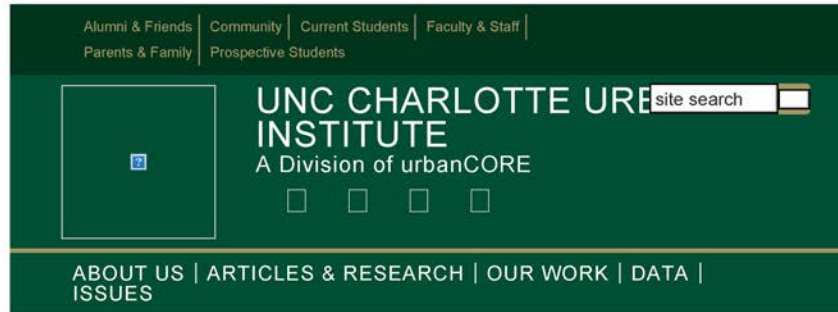 Alumni & Friends | Community | Current Students | Faculty & Staff |
Parents & Family | Prospective Students
UNC CHARLOTTE
site search
INSTITUTE
A Division of urbanCORE
ABOUT US | ARTICLES & RESEARCH | OUR WORK | DATA |
ISSUES